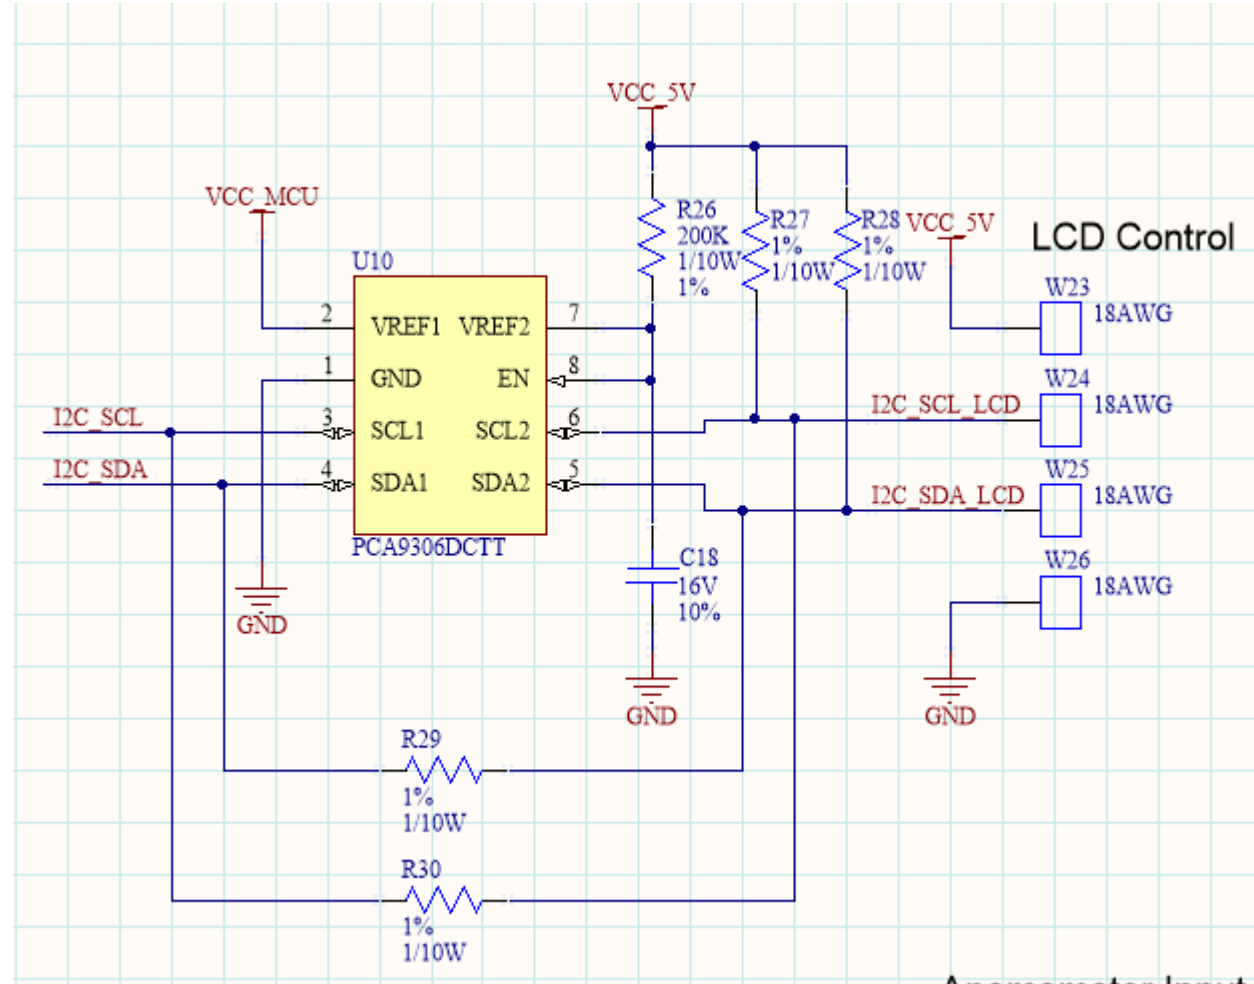 VCC_5V
VCC_MCU
R26
200K
1/10W
1%
R27
1%
1/10W
R28
1%
1/10W
VCC_5V
LCD Control
U10
W23
18AWG
2
VREF1
VREF2
7
1
GND
EN
8
W24
18AWG
I2C_SCL
3
SCL1
SCL2
6
I2C_SCL_LCD
I2C_SDA
4
SDA1
SDA2
5
I2C_SDA_LCD
W25
18AWG
PCA9306DCTT
C18
16V
10%
W26
18AWG
GND
GND
GND
R29
1%
1/10W
R30
1%
1/10W